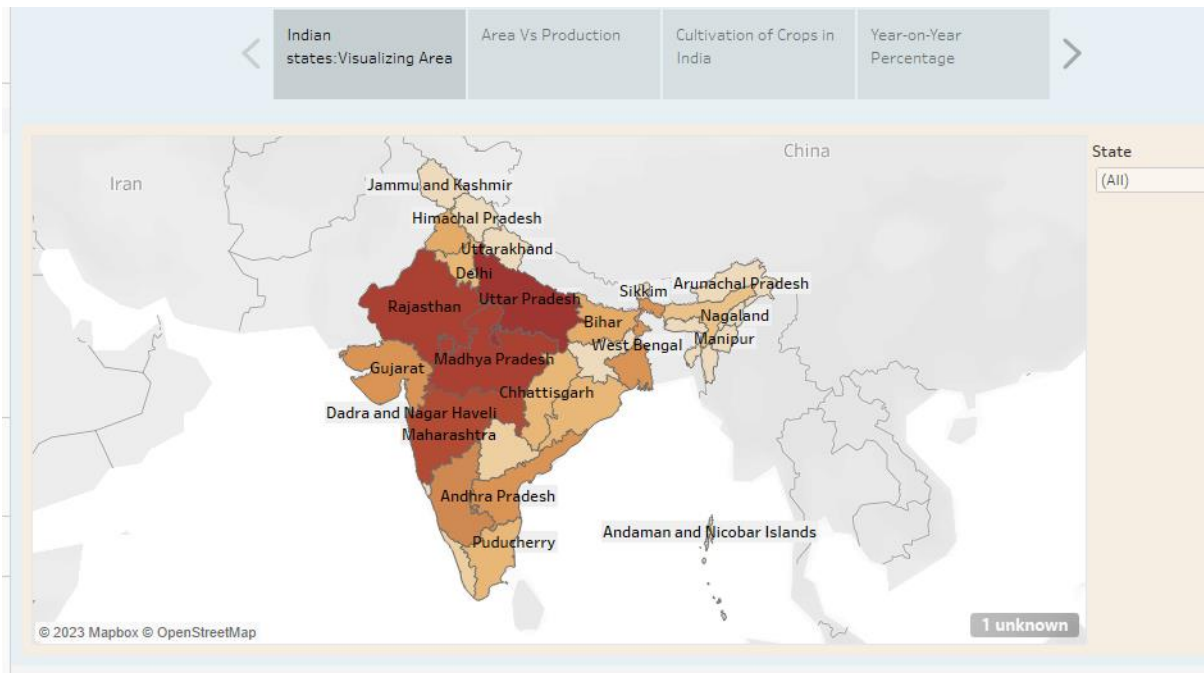 Indian
states:Visualizing Area
Area Vs Production
Cultivation of Crops in
India
Year-on-Year
Percentage
China
State
(All)
Iran
Jammu and Kashmir
Himachal Pradesh
Uttarakhand
Delhi
Sikkim
Arunachal Pradesh
Rajasthan
Uttar Pradesh
Bihar
Nagaland
West Bengal
Manipur
Madhya Pradesh
Gujarat
Chhattisgarh
Dadra and Nagar Haveli
Maharashtra
Andhra Pradesh
Andaman and Nicobar Islands
Puducherry
1 unknown
© 2023 Mapbox © OpenStreetMap